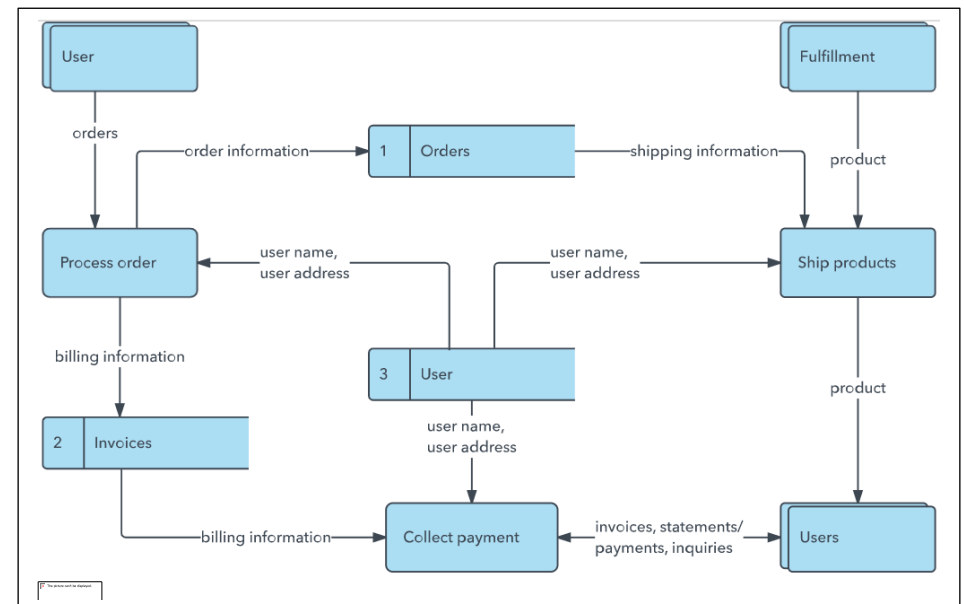 User
Fulfillment
orders
order information
1
Orders
shipping information
product
Process order
user name,
user address
user name,
user address
Ship products
billing information
3
User
product
2
Invoices
user name,
user address
billing information
Collect payment
invoices, statements/
payments, inquiries
Users